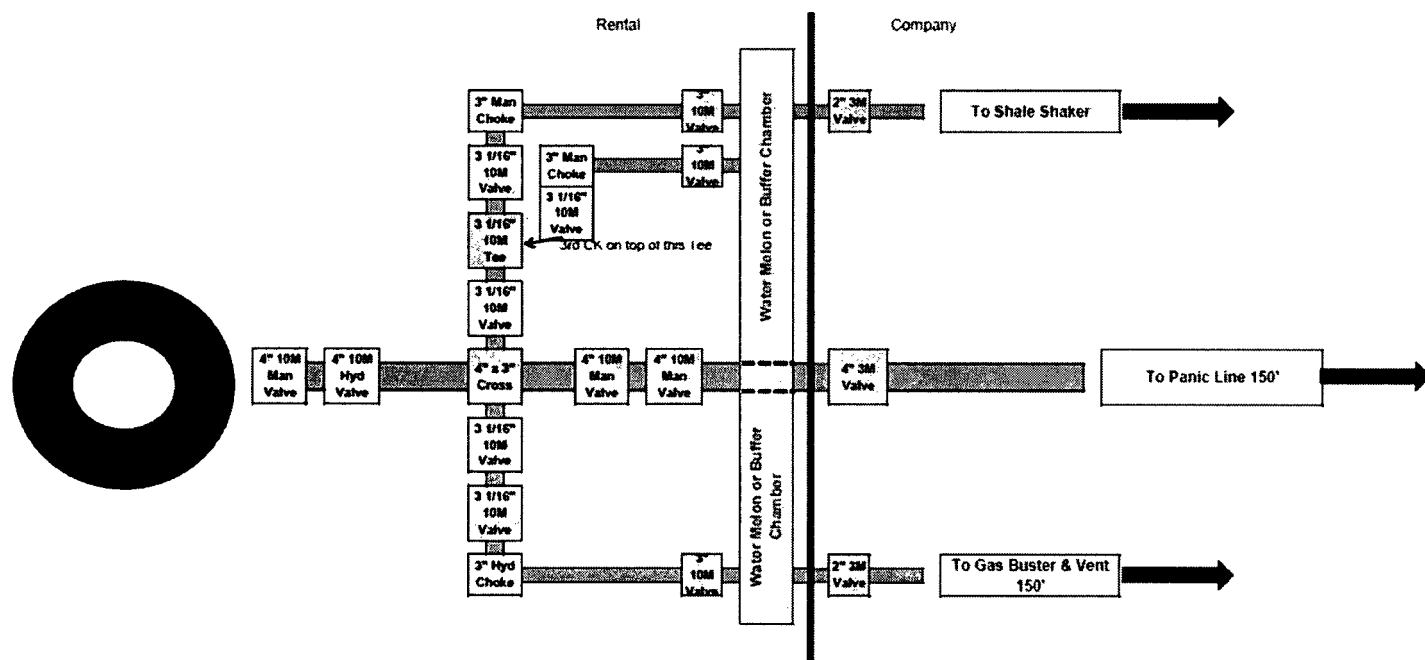 Rental
Company
3" Man
Choke
3"
10M
Valve
2" 3M
Valve
To Shale Shaker
3 1/16"
10M
Valve
3" Man
Choke
3"
10M
Valve
3 1/16"
10M
Valve
3 1/16"
10M
Tee
3rd CK on top of this Tee
3 1/16"
10M
Valve
Water Melon or Buffer Chamber
4" 10M
Man
Valve
4" 10M
Hyd
Valve
4" x 3"
Cross
4" 10M
Man
Valve
4" 10M
Man
Valve
4" 3M
Valve
To Panic Line 150'
3 1/16"
10M
Valve
3 1/16"
10M
Valve
Water Melon or Buffer
Chamber
3" Hyd
Choke
3"
10M
Valve
2" 3M
Valve
To Gas Buster & Vent
150'